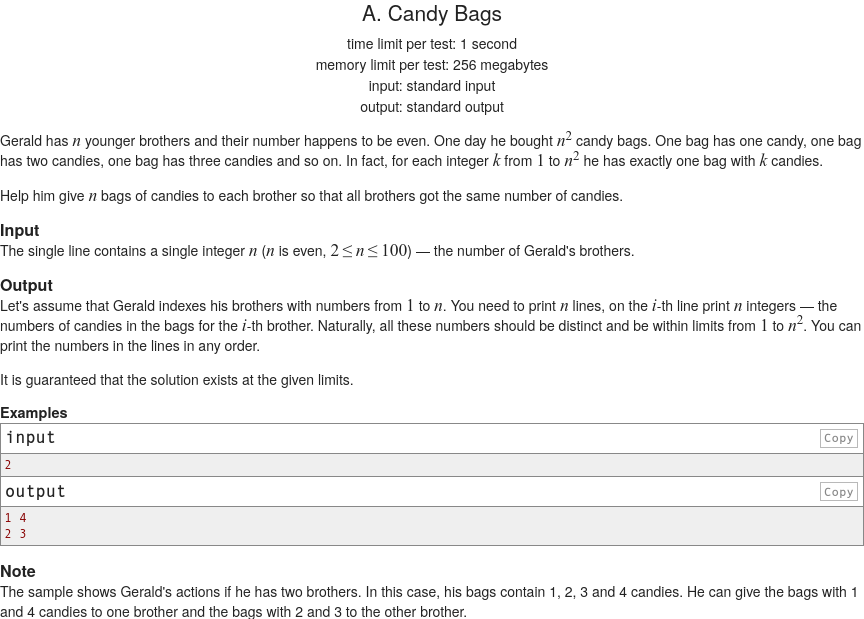 A. Candy Bags
time limit per test: 1 second
memory limit per test: 256 megabytes
input: standard input
output: standard output
Gerald has n younger brothers and their number happens to be even. One day he bought n² candy bags. One bag has one candy, one bag
has two candies, one bag has three candies and so on. In fact, for each integer k from 1 to n² he has exactly one bag with k candies.
Help him give n bags of candies to each brother so that all brothers got the same number of candies.
Input
The single line contains a single integer n (n is even, 2 ≤ n ≤ 100) — the number of Gerald's brothers.
Output
Let's assume that Gerald indexes his brothers with numbers from 1 to n. You need to print n lines, on the i-th line print n integers — the
numbers of candies in the bags for the i-th brother. Naturally, all these numbers should be distinct and be within limits from 1 to n². You can
print the numbers in the lines in any order.
It is guaranteed that the solution exists at the given limits.
Examples
input Copy
2
output Copy
1 4
2 3
Note
The sample shows Gerald's actions if he has two brothers. In this case, his bags contain 1, 2, 3 and 4 candies. He can give the bags with 1
and 4 candies to one brother and the bags with 2 and 3 to the other brother.